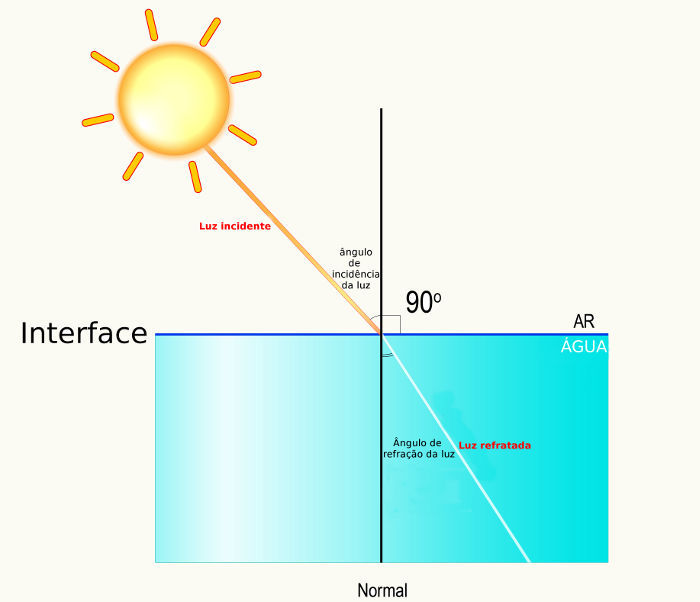 Luz incidente
ângulo
de
incidência
da luz
90º
Interface
AR
ÁGUA
Ângulo de
refração da luz
Luz refratada
Normal